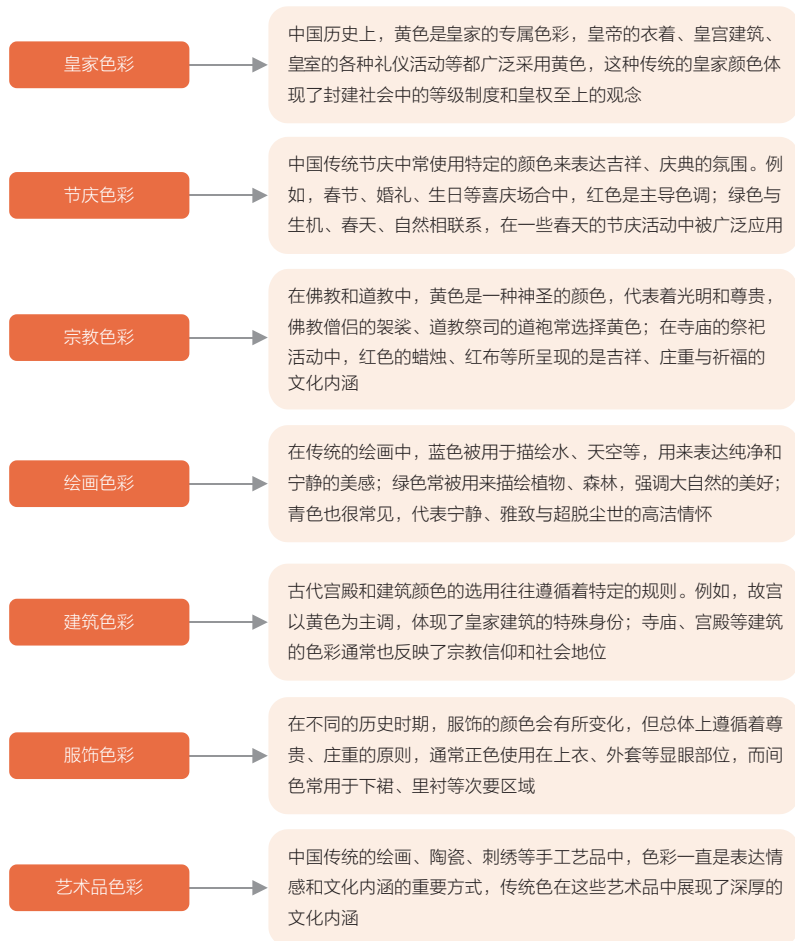 皇家色彩
中国历史上，黄色是皇家的专属色彩，皇帝的衣着、皇宫建筑、
皇室的各种礼仪活动等都广泛采用黄色，这种传统的皇家颜色体
现了封建社会中的等级制度和皇权至上的观念
节庆色彩
中国传统节庆中常使用特定的颜色来表达吉祥、庆典的氛围。例
如，春节、婚礼、生日等喜庆场合中，红色是主导色调；绿色与
生机、春天、自然相联系，在一些春天的节庆活动中被广泛应用
宗教色彩
在佛教和道教中，黄色是一种神圣的颜色，代表着光明和尊贵，
佛教僧侣的袈裟、道教祭司的道袍常选择黄色；在寺庙的祭祀
活动中，红色的蜡烛、红布等所呈现的是吉祥、庄重与祈福的
文化内涵
绘画色彩
在传统的绘画中，蓝色被用于描绘水、天空等，用来表达纯净和
宁静的美感；绿色常被用来描绘植物、森林，强调大自然的美好；
青色也很常见，代表宁静、雅致与超脱尘世的高洁情怀
建筑色彩
古代宫殿和建筑颜色的选用往往遵循着特定的规则。例如，故宫
以黄色为主调，体现了皇家建筑的特殊身份；寺庙、宫殿等建筑
的色彩通常也反映了宗教信仰和社会地位
服饰色彩
在不同的历史时期，服饰的颜色会有所变化，但总体上遵循着尊
贵、庄重的原则，通常正色使用在上衣、外套等显眼部位，而间
色常用于下裙、里衬等次要区域
艺术品色彩
中国传统的绘画、陶瓷、刺绣等手工艺品中，色彩一直是表达情
感和文化内涵的重要方式，传统色在这些艺术品中展现了深厚的
文化内涵